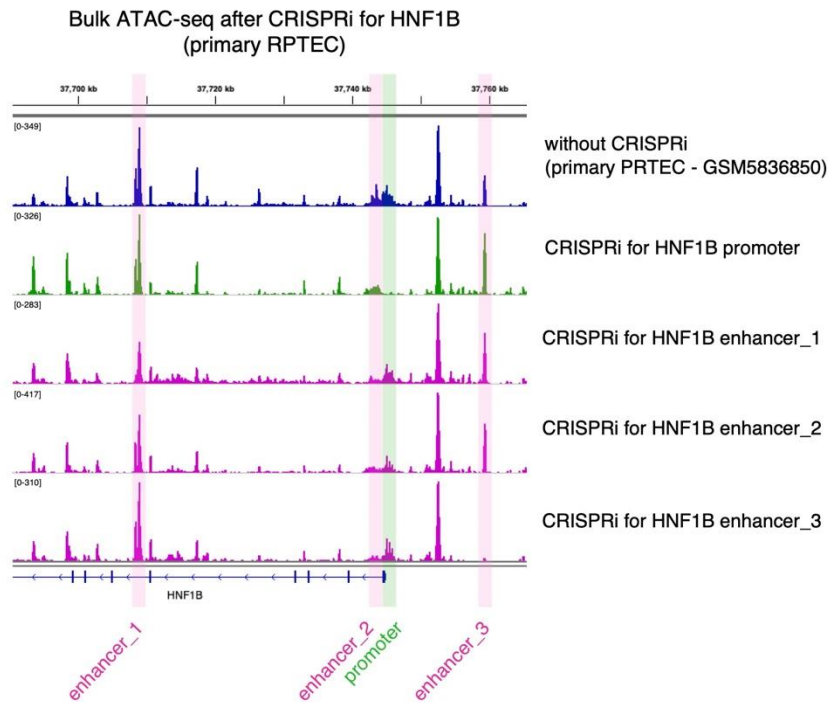 Bulk ATAC-seq after CRISPRi for HNF1B
(primary RPTEC)
37,700 kb
37,720 kb
37,740 kb
37,760 kb
[0-349]
without CRISPRi
(primary PRTEC - GSM5836850)
[0-326]
CRISPRi for HNF1B promoter
[0-283]
CRISPRi for HNF1B enhancer_1
[0-417]
CRISPRi for HNF1B enhancer_2
[0-310]
CRISPRi for HNF1B enhancer_3
HNF1B
enhancer_1
enhancer_2
promoter
enhancer_3